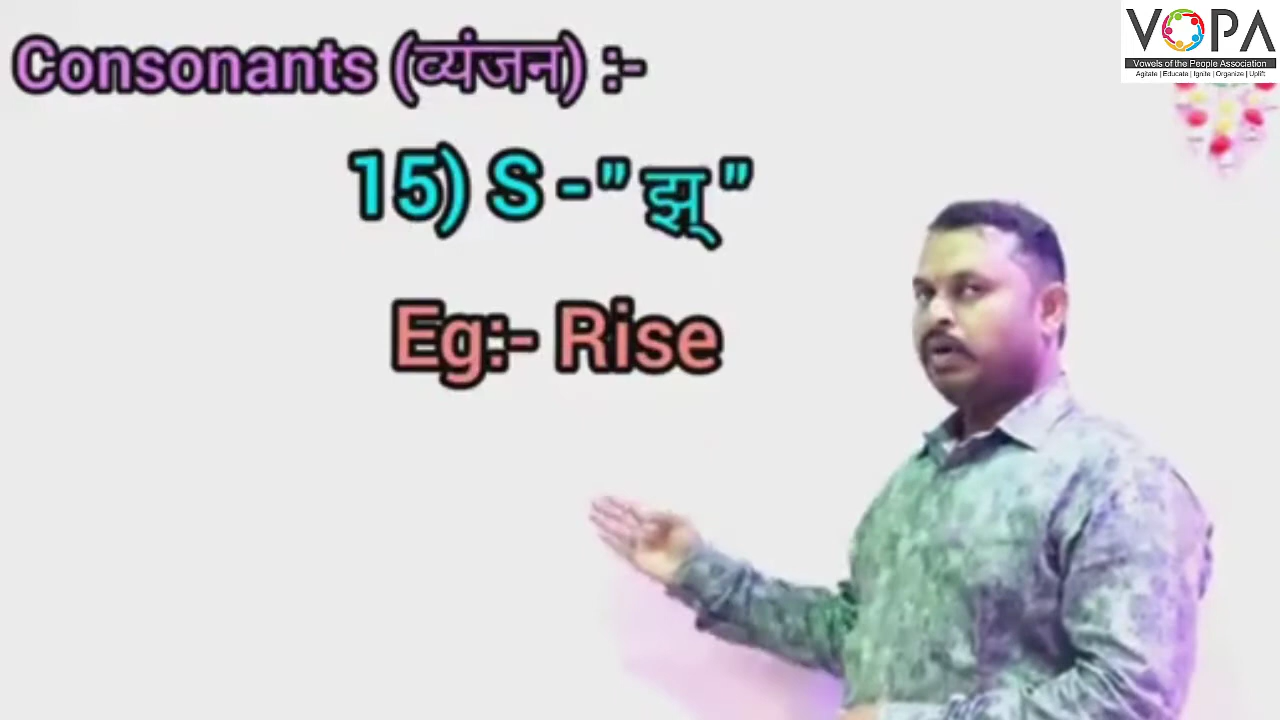 VOPA
Vowels of the People Association
Agitate | Educate | Ignite | Organize | Uplift
Consonants (व्यंजन) :-
15) S - " झ् "
Eg:- Rise